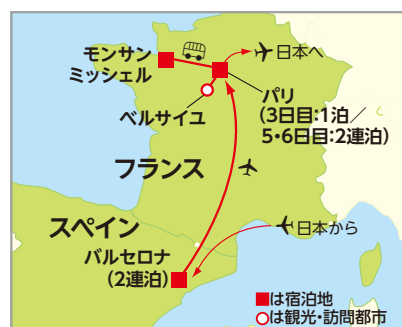 モンサン
ミッシェル
日本へ
パリ
(3日目:1泊／
5・6日目:2連泊)
ベルサイユ
フランス
スペイン
日本から
バルセロナ
(2連泊)
■は宿泊地
○は観光・訪問都市